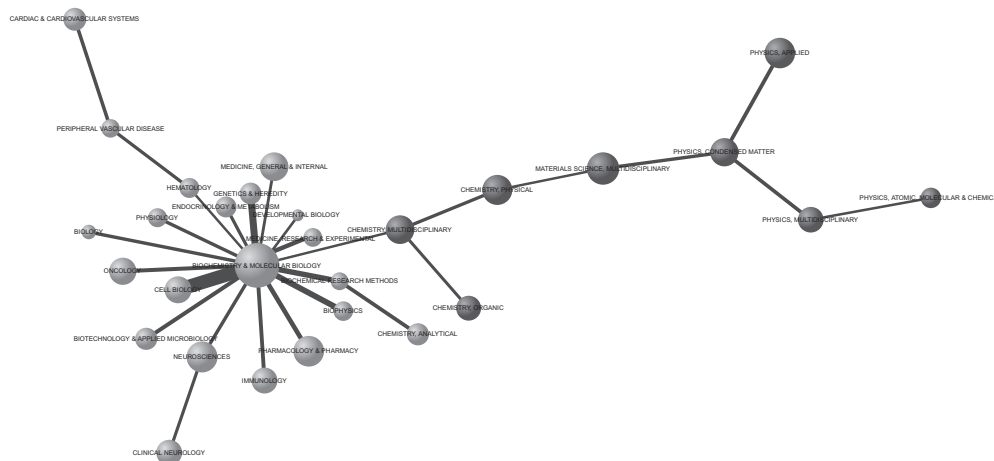 CARDIAC & CARDIOVASCULAR SYSTEMS
PHYSICS, APPLIED
PERIPHERAL VASCULAR DISEASE
PHYSICS, CONDENSED MATTER
MEDICINE, GENERAL & INTERNAL
MATERIALS SCIENCE, MULTIDISCIPLINARY
HEMATOLOGY
CHEMISTRY, PHYSICAL
GENETICS & HEREDITY
PHYSICS, ATOMIC, MOLECULAR & CHEMIC
ENDOCRINOLOGY & METABOLISM
DEVELOPMENTAL BIOLOGY
PHYSIOLOGY
PHYSICS, MULTIDISCIPLINARY
BIOLOGY
CHEMISTRY, MULTIDISCIPLINARY
MEDICINE, RESEARCH & EXPERIMENTAL
BIOCHEMISTRY & MOLECULAR BIOLOGY
ONCOLOGY
BIOCHEMICAL RESEARCH METHODS
CELL BIOLOGY
CHEMISTRY, ORGANIC
BIOPHYSICS
CHEMISTRY, ANALYTICAL
BIOTECHNOLOGY & APPLIED MICROBIOLOGY
PHARMACOLOGY & PHARMACY
NEUROSCIENCES
IMMUNOLOGY
CLINICAL NEUROLOGY